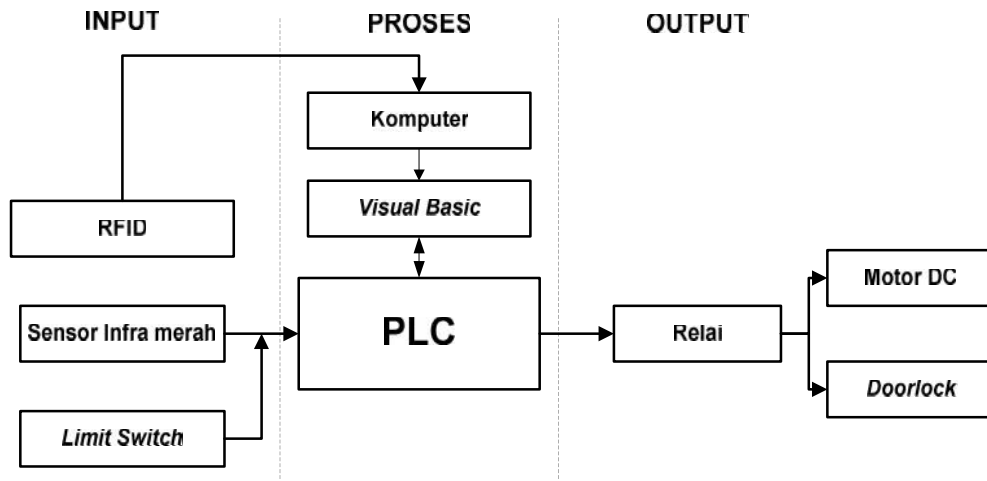 INPUT
PROSES
OUTPUT
Komputer
Visual Basic
RFID
Sensor Infra merah
PLC
Relai
Motor DC
Limit Switch
Doorlock